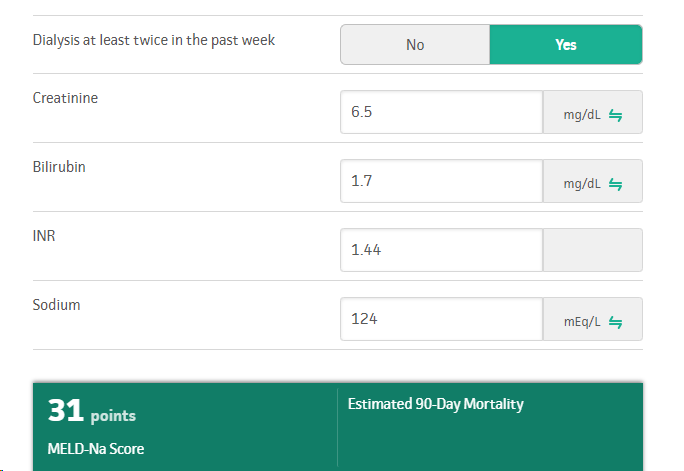 Dialysis at least twice in the past week
No
Yes
Creatinine
6.5
mg/dL
Bilirubin
1.7
mg/dL
INR
1.44
Sodium
124
mEq/L
31 points
MELD-Na Score
Estimated 90-Day Mortality